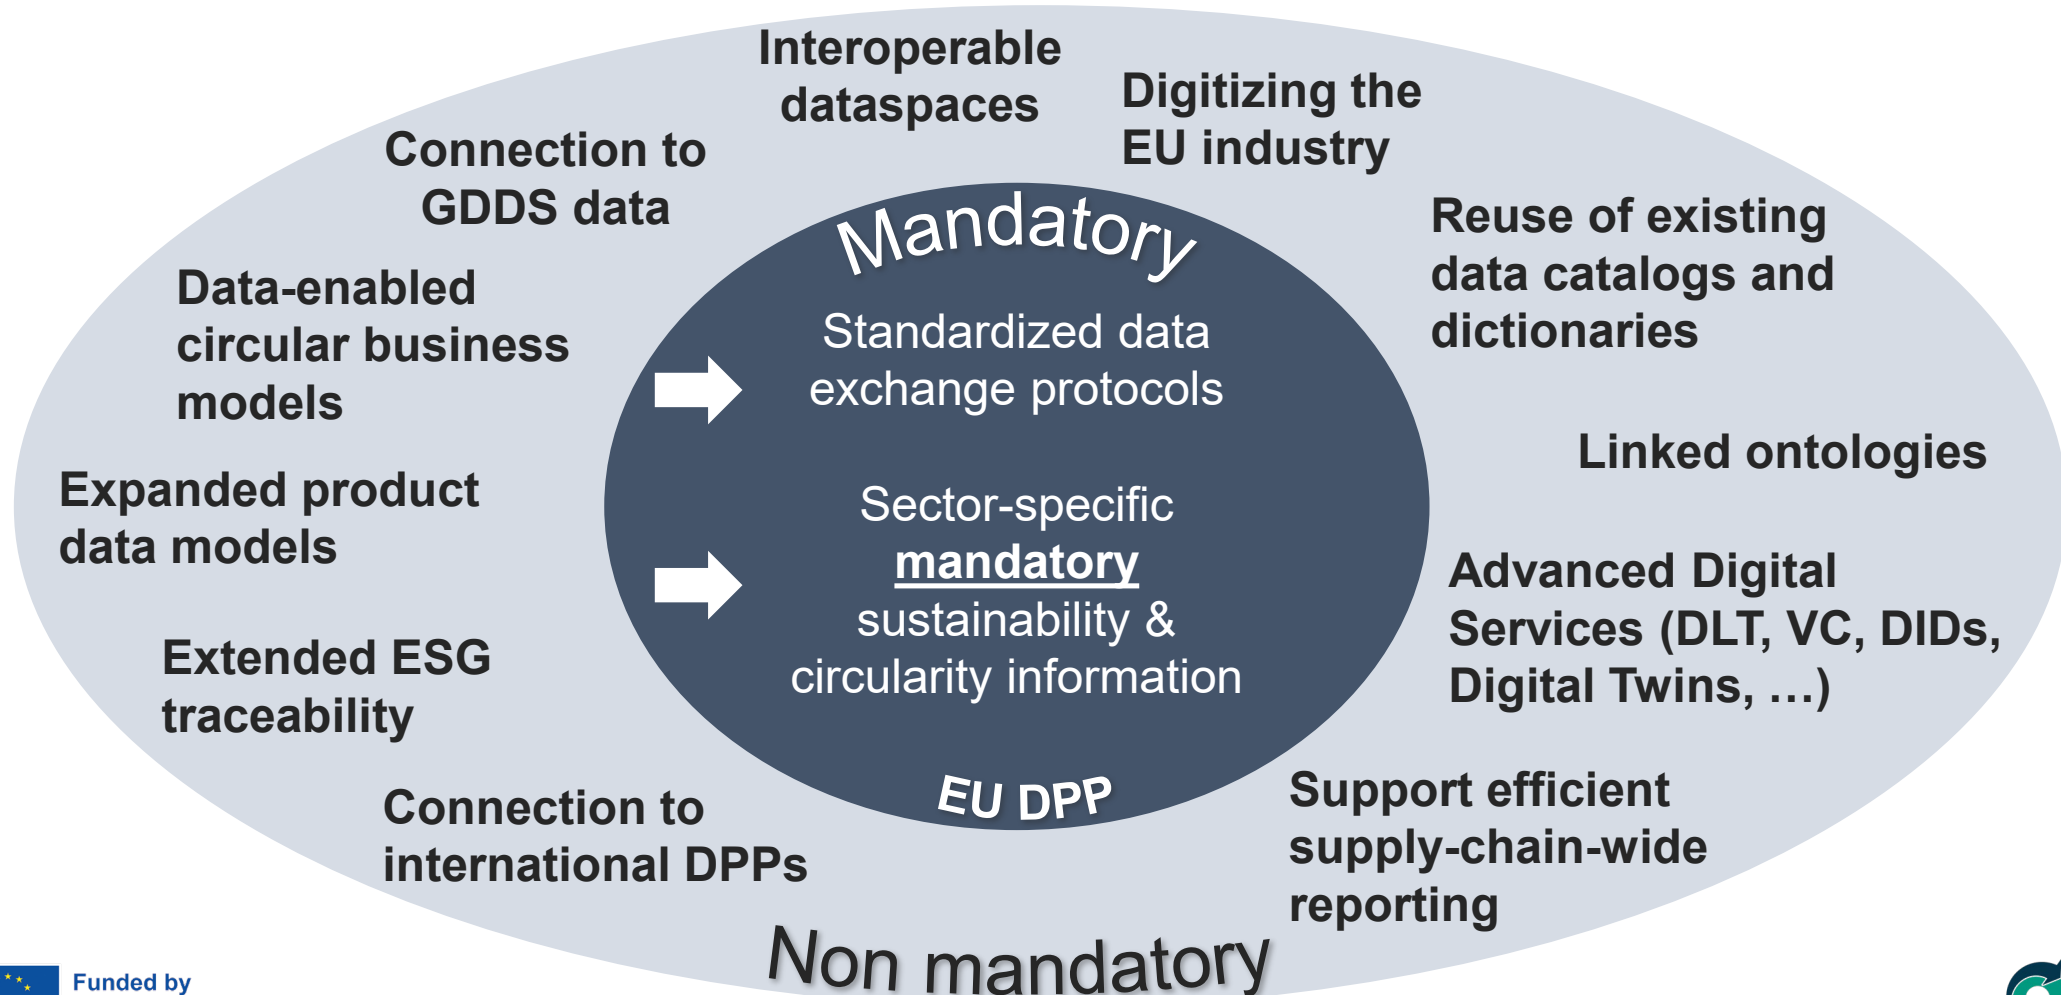 Interoperable
dataspaces
Digitizing the
EU industry
Connection to
GDDS data
Reuse of existing
data catalogs and
dictionaries
Data-enabled
circular business
models
Mandatory
Standardized data
exchange protocols
Linked ontologies
Expanded product
data models
Sector-specific
mandatory
sustainability &
circularity information
Advanced Digital
Services (DLT, VC, DIDs,
Digital Twins, …)
Extended ESG
traceability
EU DPP
Connection to
international DPPs
Support efficient
supply-chain-wide
reporting
Non mandatory
Funded by